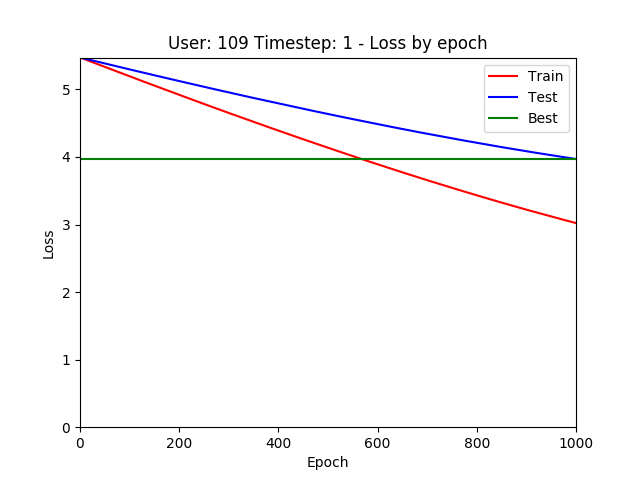 User: 109 Timestep: 1 - Loss by epoch
Train
Test
Best
5
4
3
2
1
0
Loss
0 200 400 600 800 1000
Epoch